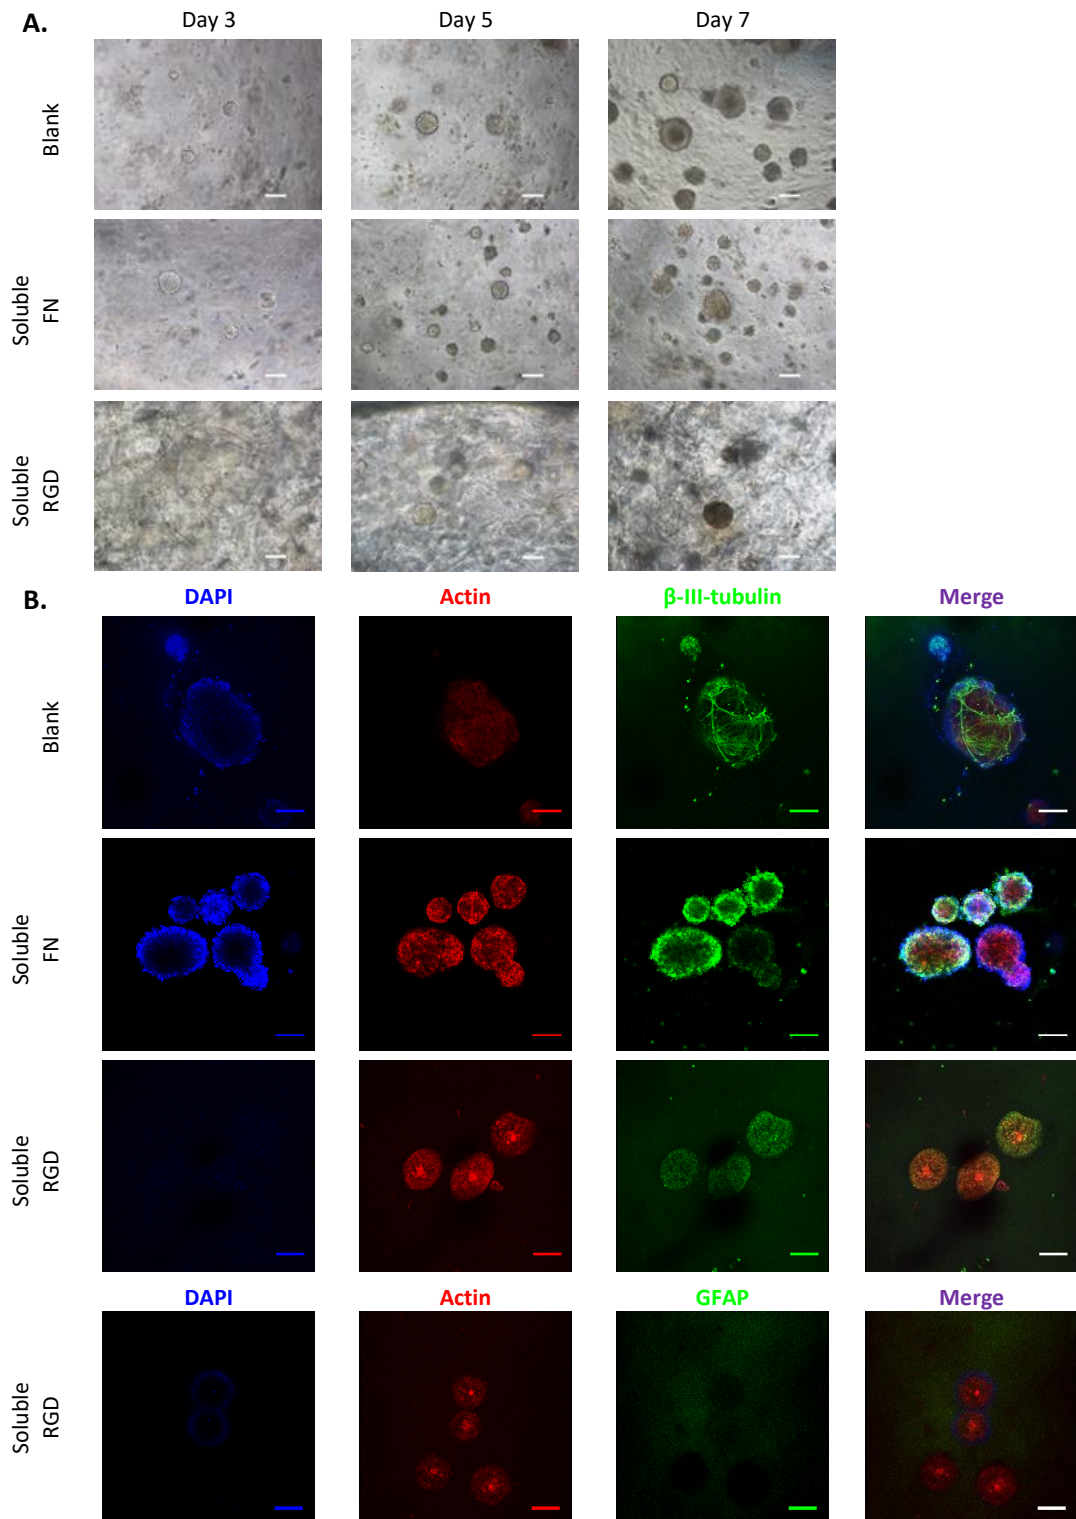 A.
Day 3
Day 5
Day 7
Blank
Soluble
FN
Soluble
RGD
B.
DAPI
Actin
β-III-tubulin
Merge
Blank
Soluble
FN
Soluble
RGD
DAPI
Actin
GFAP
Merge
Soluble
RGD